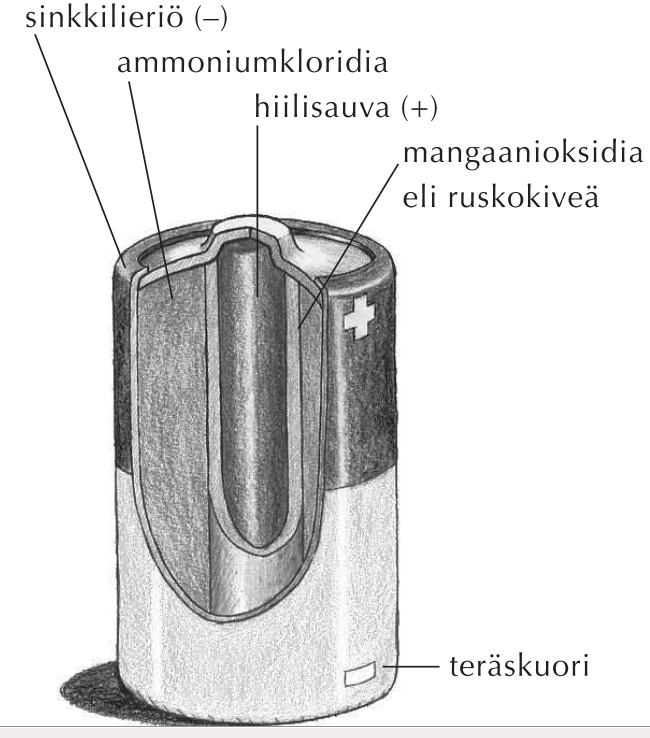 sinkkilieriö (–)
ammoniumkloridia
hiilisauva (+)
mangaanioksidia
eli ruskokiveä
teräskuori